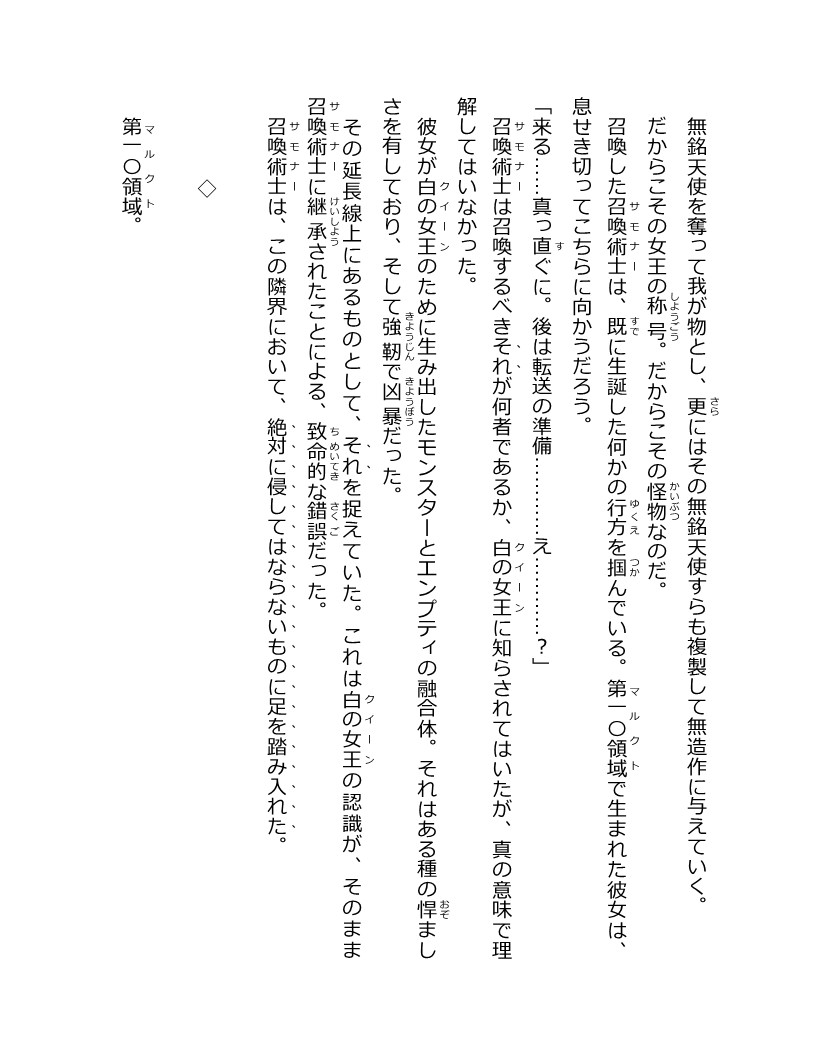 無銘天使を奪って我が物とし、更にはその無銘天使すらも複製して無造作に与えていく。
だからこその女王の称号。だからこその怪物なのだ。
召喚した召喚術士は、既に生誕した何かの行方を掴んでいる。第一〇領域で生まれた彼女は、
息せき切ってこちらに向かうだろう。
「来る……真っ直ぐに。後は転送の準備…………え…………？」
召喚術士は召喚するべきそれが何者であるか、白の女王に知らされてはいたが、真の意味で理
解してはいなかった。
彼女が白の女王のために生み出したモンスターとエンプティの融合体。それはある種の悍まし
さを有しており、そして強靭で凶暴だった。
その延長線上にあるものとして、それを捉えていた。これは白の女王の認識が、そのまま
召喚術士に継承されたことによる、致命的な錯誤だった。
召喚術士は、この隣界において、絶対に侵してはならないものに足を踏み入れた。
◇
第一〇領域。